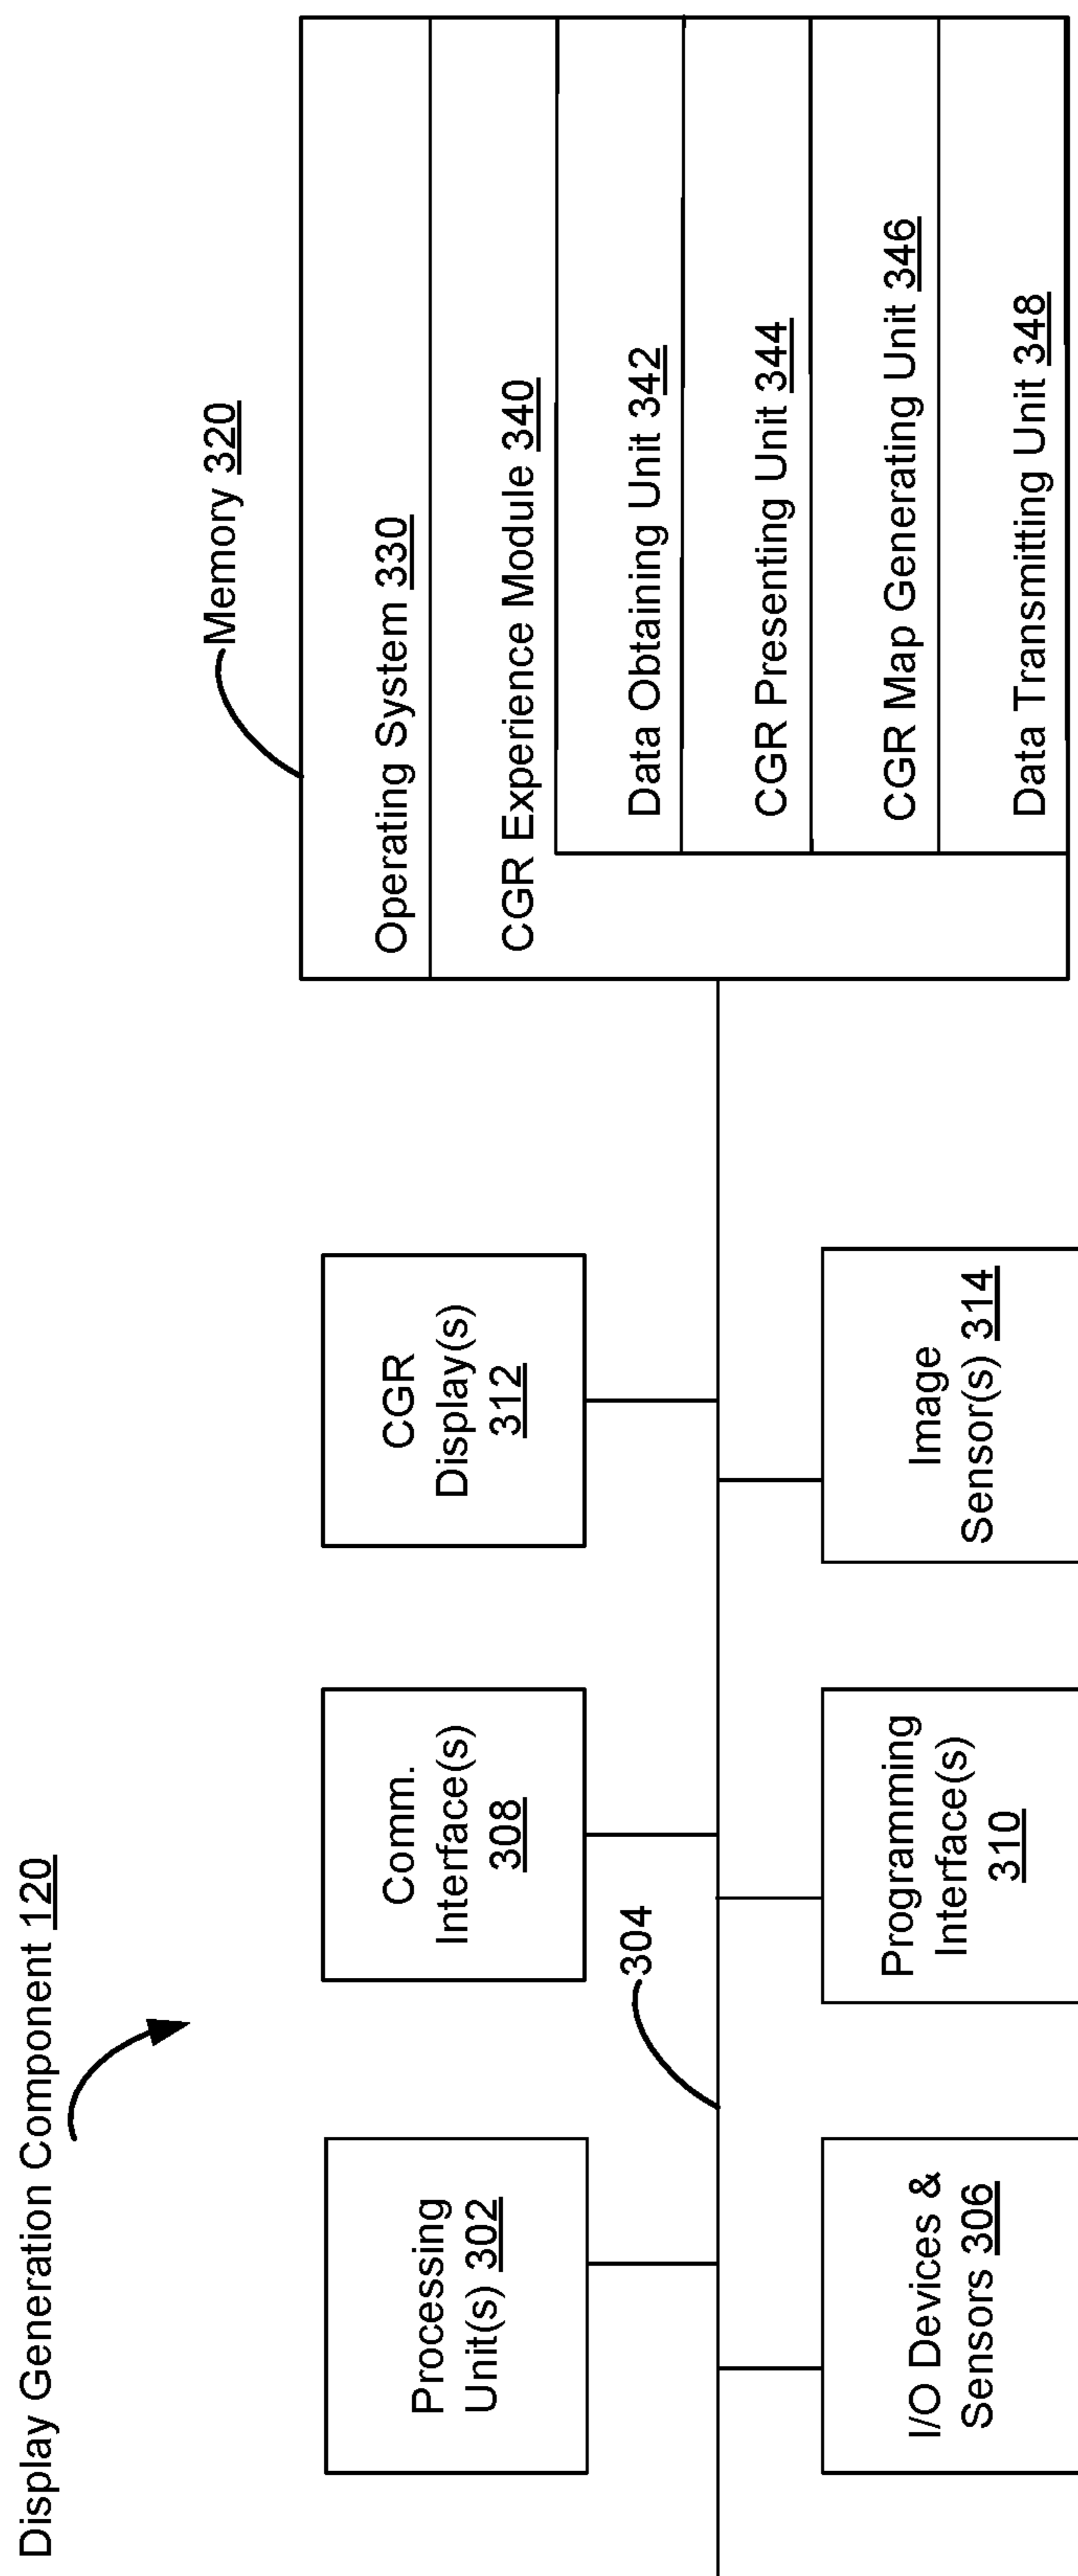 Display Generation Component 120
Memory 320
Operating System 330
CGR Experience Module 340
Data Obtaining Unit 342
CGR Presenting Unit 344
CGR Map Generating Unit 346
Data Transmitting Unit 348
Processing
Unit(s) 302
Comm.
Interface(s)
308
CGR
Display(s)
312
304
I/O Devices &
Sensors 306
Programming
Interface(s)
310
Image
Sensor(s) 314